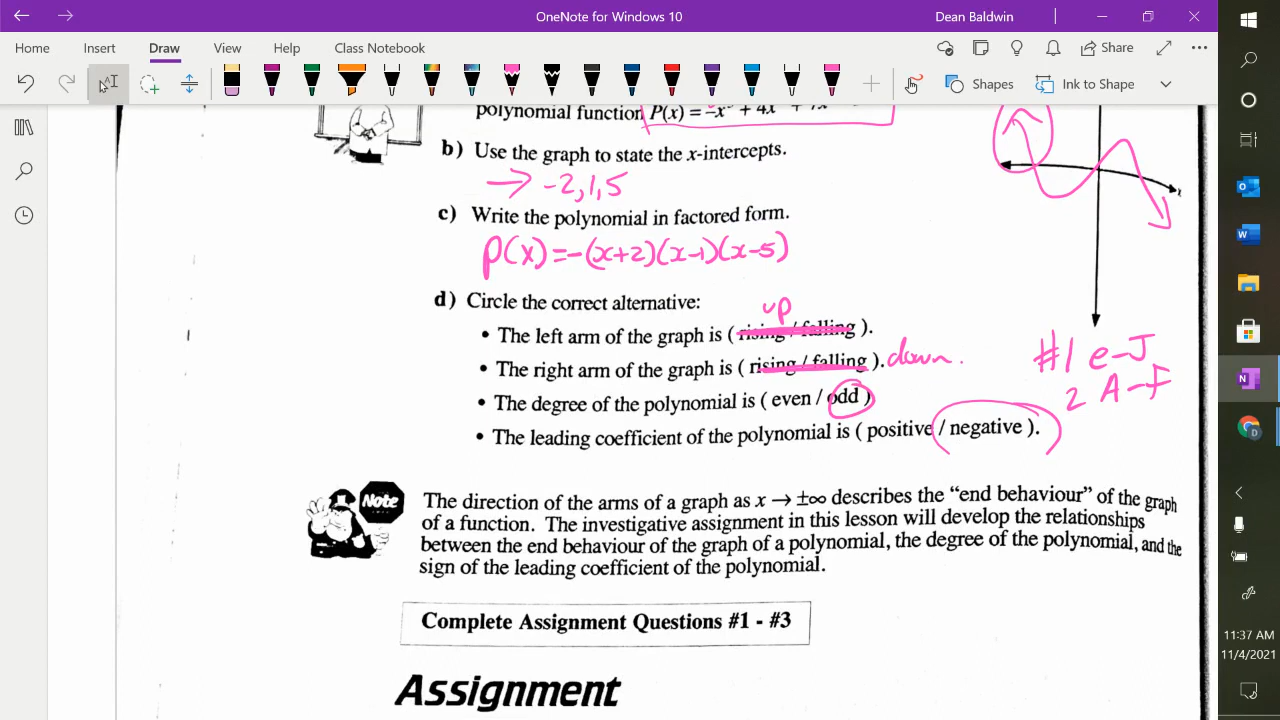 OneNote for Windows 10
Dean Baldwin
Home Insert Draw View Help Class Notebook
Share
Shapes
Ink to Shape
polynomial function P(x) = −x³ + 4x² + 7x
b) Use the graph to state the x-intercepts.
→ -2,1,5
c) Write the polynomial in factored form.
P(x)=-(x+2)(x-1)(x-5)
d) Circle the correct alternative:
up
• The left arm of the graph is ( rising / falling ).
• The right arm of the graph is ( rising / falling ). down.
• The degree of the polynomial is ( even / odd )
• The leading coefficient of the polynomial is ( positive / negative ).
#1 e-J
2 A-F
x
Note
The direction of the arms of a graph as x → ±∞ describes the “end behaviour” of the graph
of a function. The investigative assignment in this lesson will develop the relationships
between the end behaviour of the graph of a polynomial, the degree of the polynomial, and the
sign of the leading coefficient of the polynomial.
Complete Assignment Questions #1 - #3
Assignment
11:37 AM
11/4/2021